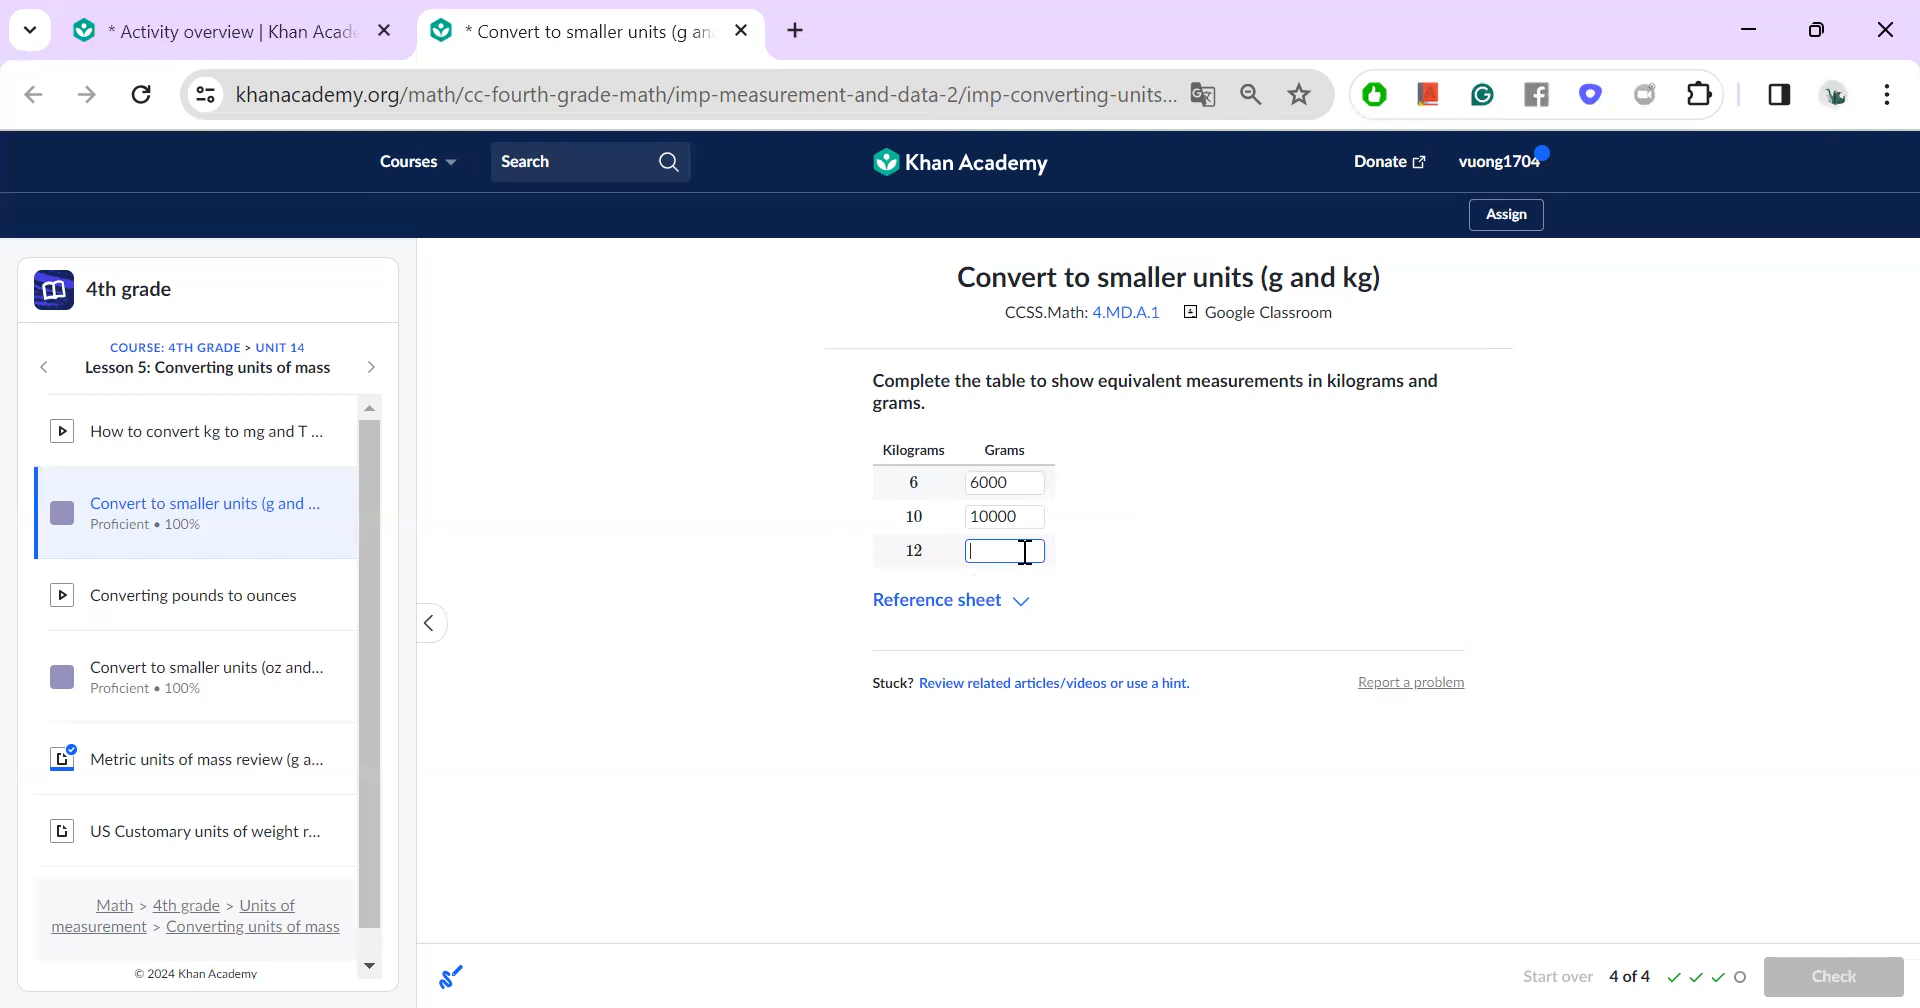 * Activity overview | Khan Acade
* Convert to smaller units (g an
khanacademy.org/math/cc-fourth-grade-math/imp-measurement-and-data-2/imp-converting-units...
Courses
Search
Khan Academy
Donate
vuong1704
Assign
4th grade
COURSE: 4TH GRADE > UNIT 14
Lesson 5: Converting units of mass
How to convert kg to mg and T ...
Convert to smaller units (g and ...
Proficient • 100%
Converting pounds to ounces
Convert to smaller units (oz and...
Proficient • 100%
Metric units of mass review (g a...
US Customary units of weight r...
Math > 4th grade > Units of
measurement > Converting units of mass
© 2024 Khan Academy
Convert to smaller units (g and kg)
CCSS.Math: 4.MD.A.1 Google Classroom
Complete the table to show equivalent measurements in kilograms and
grams.
Kilograms Grams
6 6000
10 10000
12
Reference sheet
Stuck? Review related articles/videos or use a hint.
Report a problem
Start over 4 of 4
Check